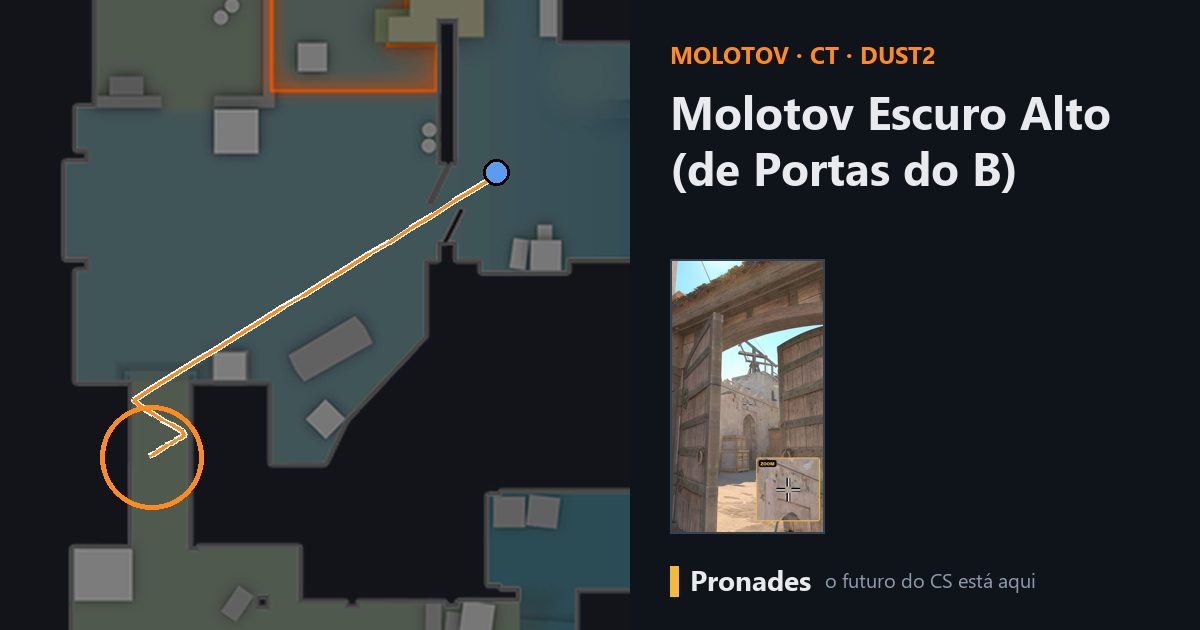 MOLOTOV · CT · DUST2
Molotov Escuro Alto
(de Portas do B)
ZOOM
Pronades o futuro do CS está aqui